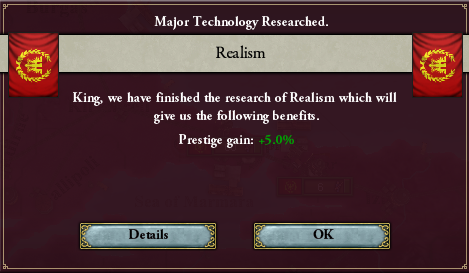 Major Technology Researched.
Realism
King, we have finished the research of Realism which will
give us the following benefits.
Prestige gain: +5.0%
Details
OK